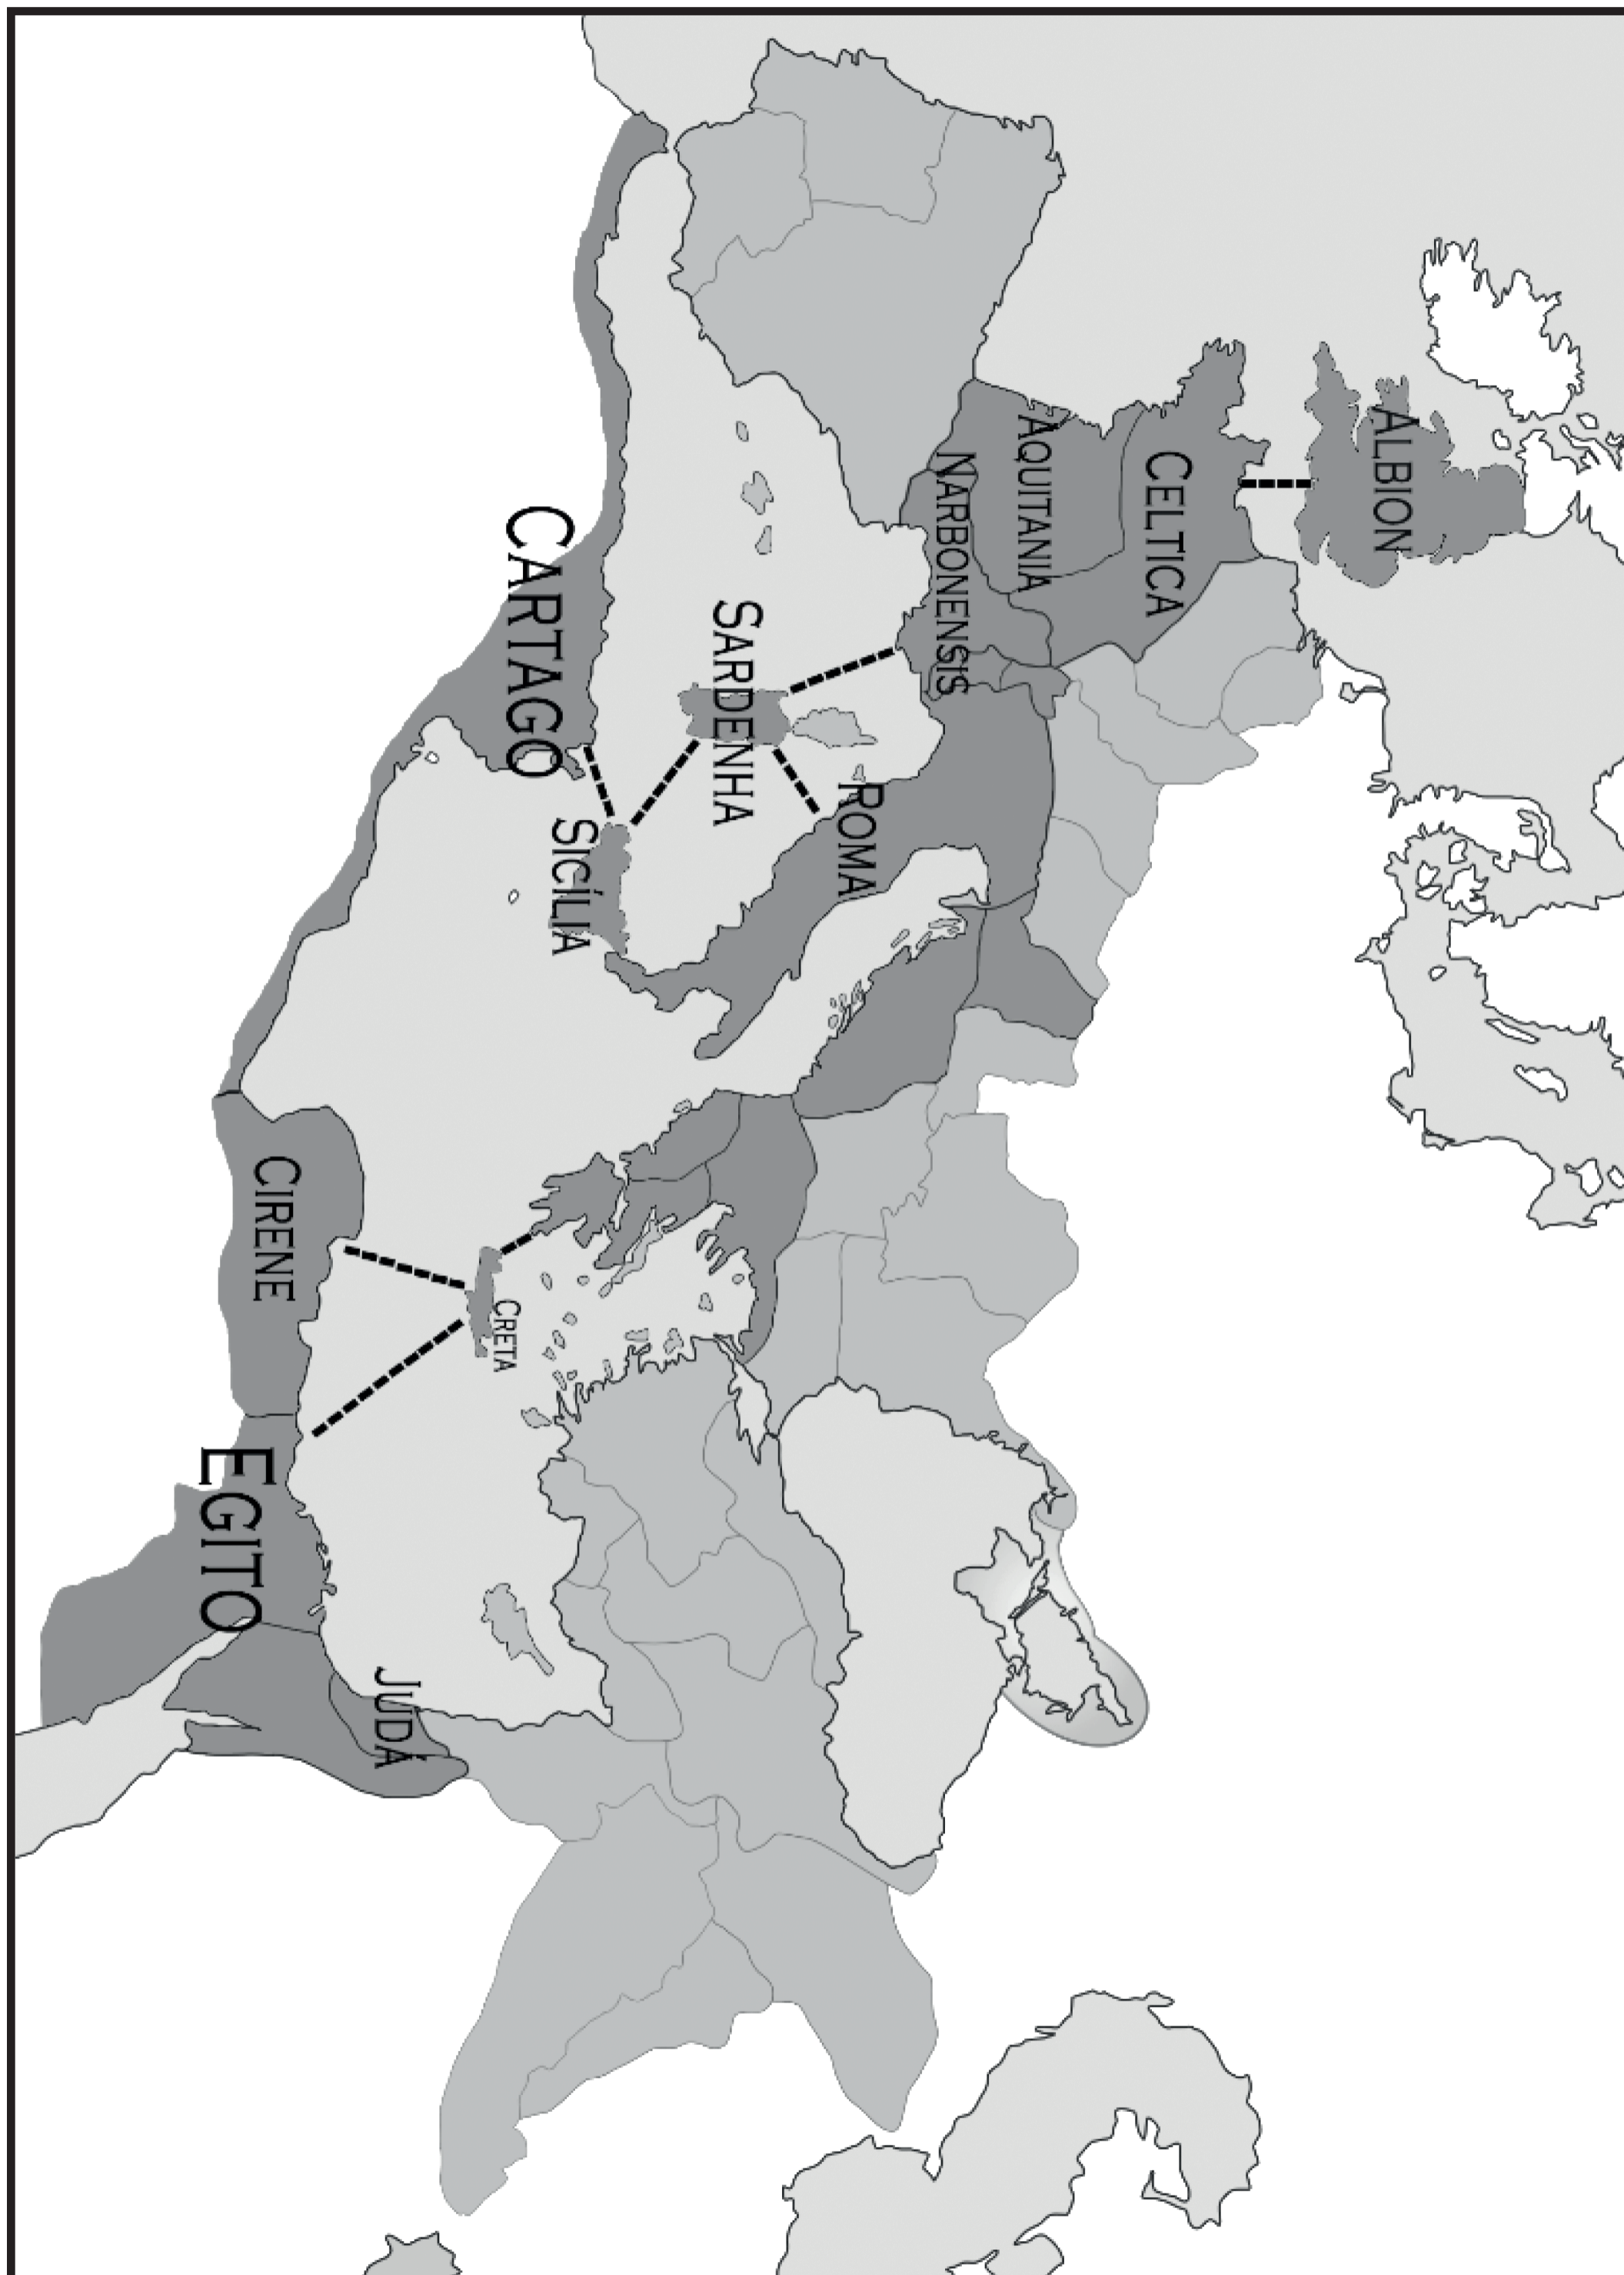 ALBION
CELTICA
AQUITANIA
NARBONENSIS
ROMA
SARDENHA
SICÍLIA
CARTAGO
CRETA
CIRENE
EGITO
JUDÁ